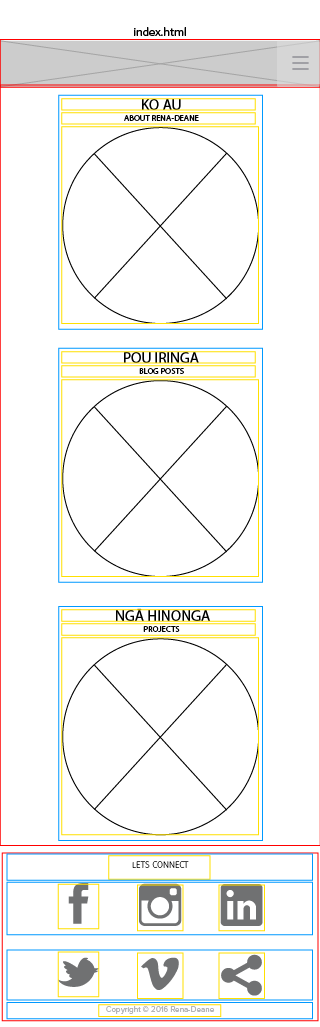 index.html
KO AU
ABOUT RENA-DEANE
POU IRINGA
BLOG POSTS
NGĀ HINONGA
PROJECTS
LETS CONNECT
Copyright © 2016 Rena-Deane